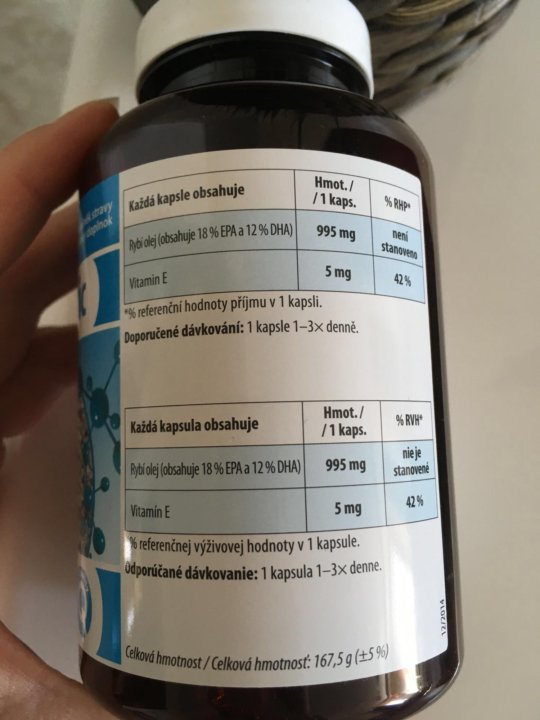 stravy
doplnok
Každá kapsle obsahuje
Hmot. /
/ 1 kaps.
% RHP*
Rybí olej (obsahuje 18 % EPA a 12 % DHA)
995 mg
není
stanoveno
Vitamin E
5 mg
42 %
*% referenční hodnoty příjmu v 1 kapsli.
Doporučené dávkování: 1 kapsle 1–3× denně.
Každá kapsula obsahuje
Hmot. /
/ 1 kaps.
% RVH*
Rybí olej (obsahuje 18 % EPA a 12 % DHA)
995 mg
nie je
stanovené
Vitamín E
5 mg
42 %
% referenčnej výživovej hodnoty v 1 kapsule.
Odporúčané dávkovanie: 1 kapsula 1–3× denne.
Celková hmotnost / Celková hmotnosť: 167,5 g (±5 %)
12/2014